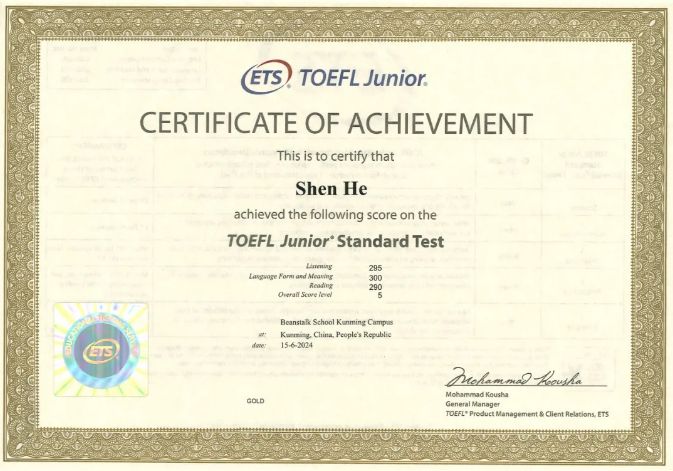 ETS® TOEFL Junior®
CERTIFICATE OF ACHIEVEMENT
This is to certify that
Shen He
achieved the following score on the
TOEFL Junior® Standard Test
Listening 295
Language Form and Meaning 300
Reading 290
Overall Score level 5
Beanstalk School Kunming Campus
at: Kunming, China, People's Republic
date: 15-6-2024
ETS
GOLD
Mohammad Kousha
Mohammad Kousha
General Manager
TOEFL® Product Management & Client Relations, ETS